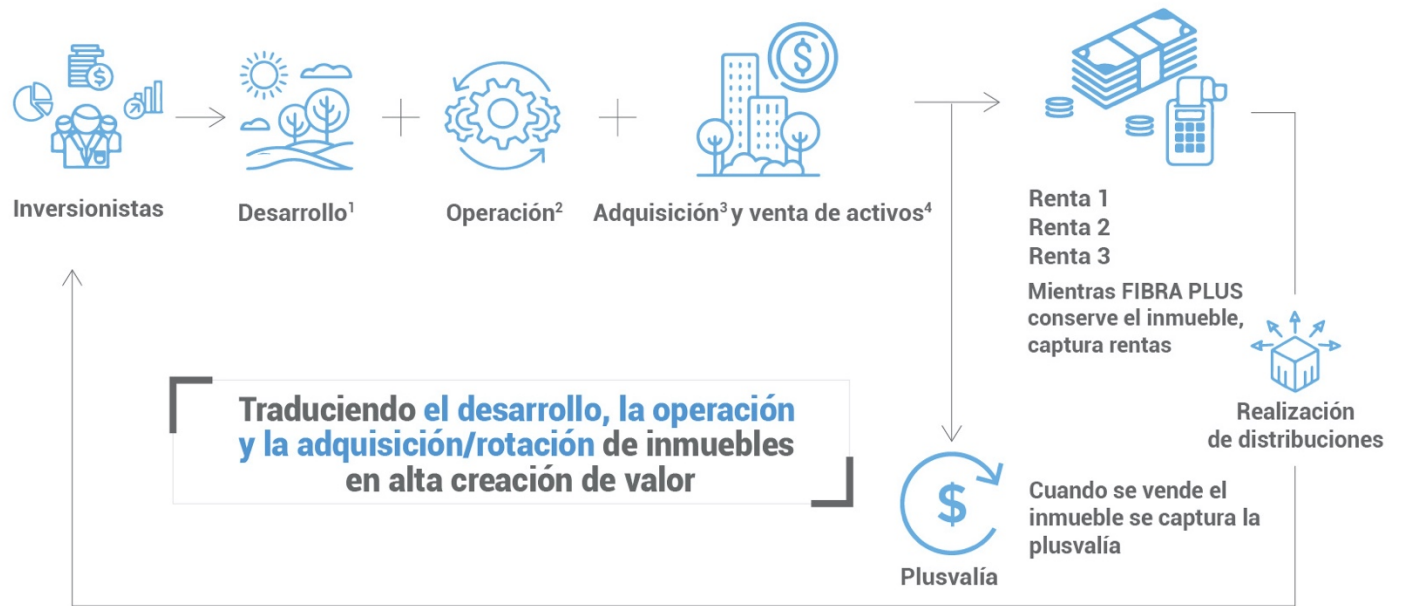 Inversionistas
Desarrollo¹
Operación²
Adquisición³ y venta de activos⁴
Renta 1
Renta 2
Renta 3
Mientras FIBRA PLUS
conserve el inmueble,
captura rentas
Realización
de distribuciones
Traduciendo el desarrollo, la operación
y la adquisición/rotación de inmuebles
en alta creación de valor
$
Plusvalía
Cuando se vende el
inmueble se captura la
plusvalía